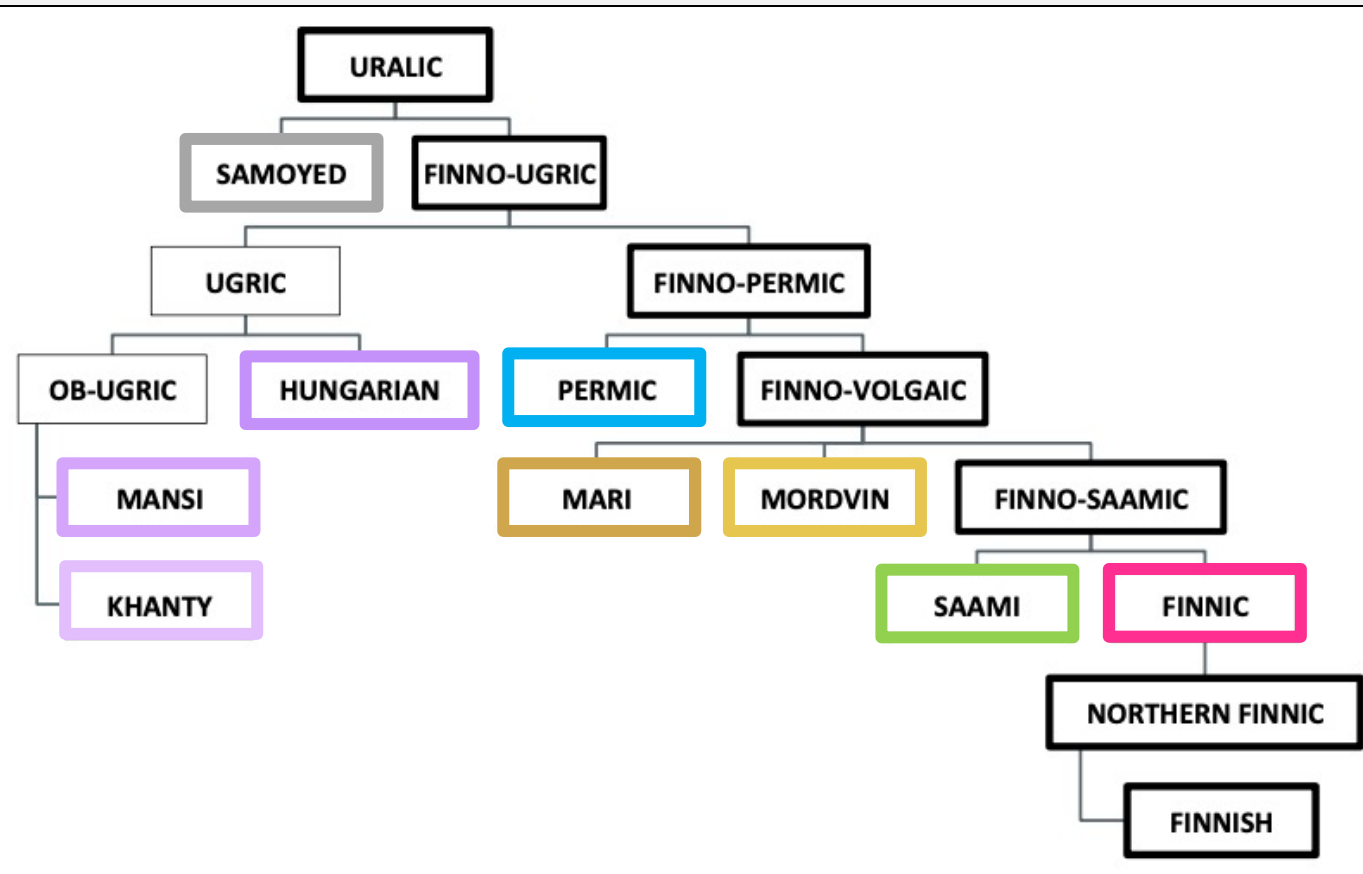 URALIC
SAMOYED
FINNO-UGRIC
UGRIC
FINNO-PERMIC
OB-UGRIC
HUNGARIAN
PERMIC
FINNO-VOLGAIC
MANSI
MARI
MORDVIN
FINNO-SAAMIC
KHANTY
SAAMI
FINNIC
NORTHERN FINNIC
FINNISH